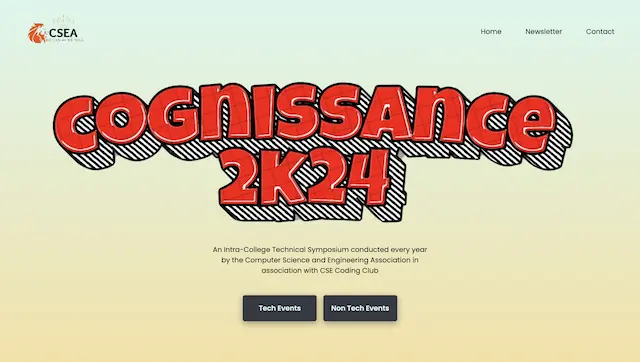 CSEA
Home
Newsletter
Contact
COGNISSANCE
2K24
An Intra-College Technical Symposium conducted every year
by the Computer Science and Engineering Association in
association with CSE Coding Club
Tech Events
Non Tech Events